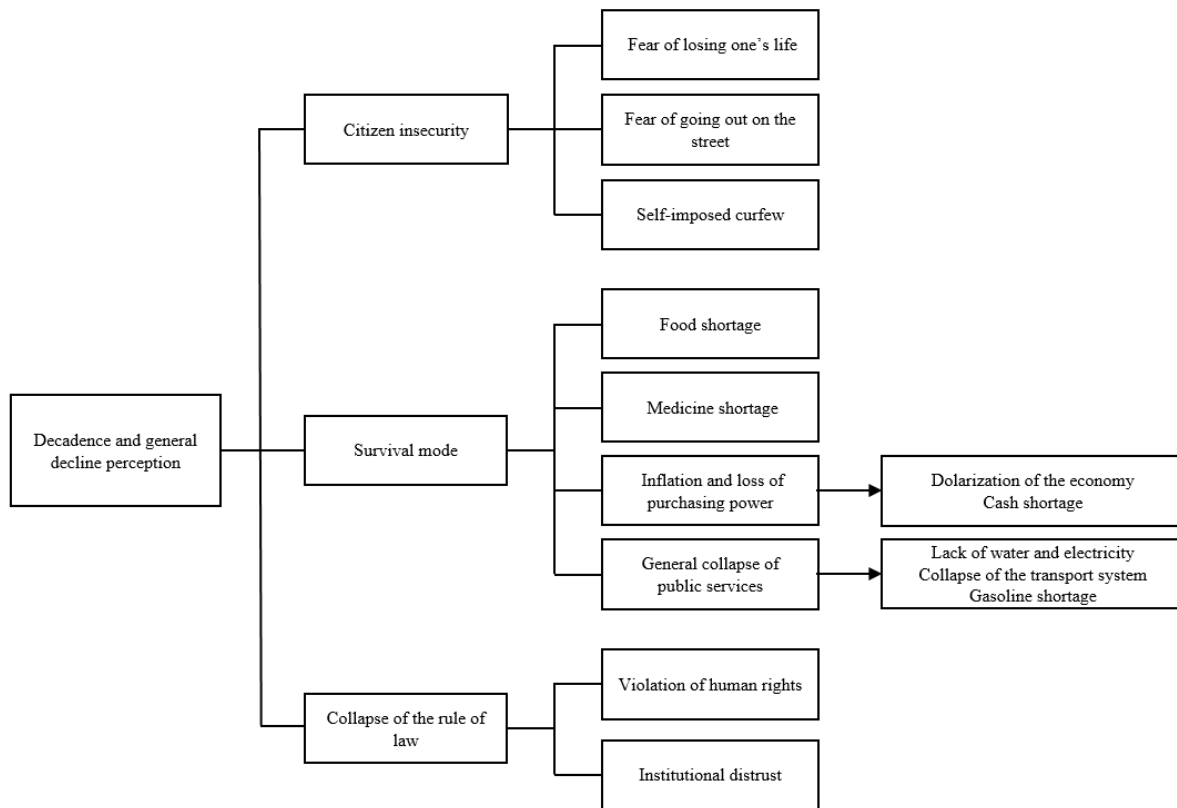 Fear of losing one’s life
Citizen insecurity
Fear of going out on the
street
Self-imposed curfew
Food shortage
Medicine shortage
Decadence and general
decline perception
Survival mode
Inflation and loss of
purchasing power
Dolarization of the economy
Cash shortage
General collapse of
public services
Lack of water and electricity
Collapse of the transport system
Gasoline shortage
Violation of human rights
Collapse of the rule of
law
Institutional distrust